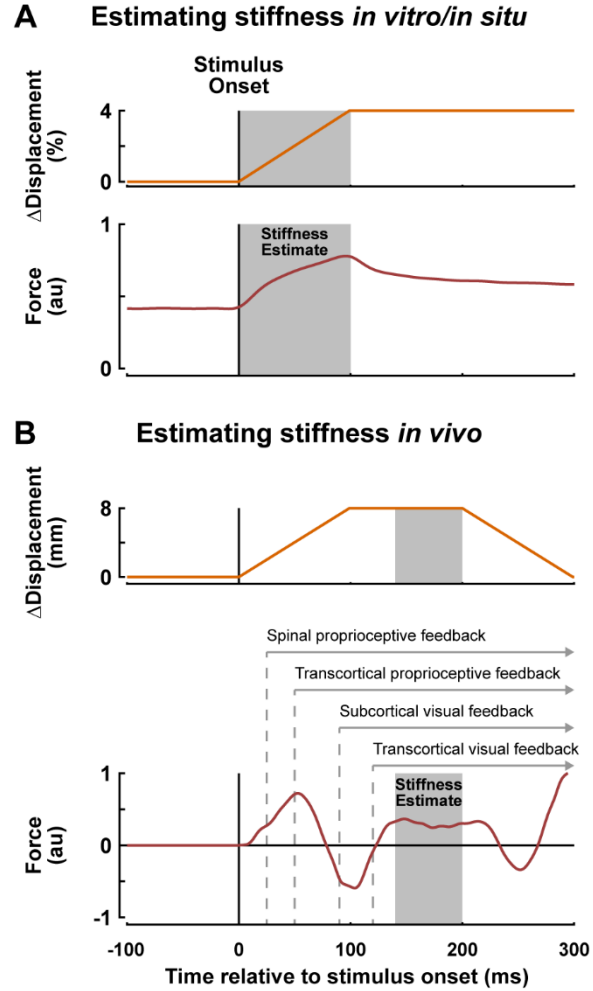 A Estimating stiffness in vitro/in situ
Stimulus
Onset
ΔDisplacement
(%)
4
0
Force
(au)
1
0
Stiffness
Estimate
B Estimating stiffness in vivo
ΔDisplacement
(mm)
8
0
Spinal proprioceptive feedback
Transcortical proprioceptive feedback
Subcortical visual feedback
Transcortical visual feedback
Force
(au)
1
0
-1
Stiffness
Estimate
-100 0 100 200 300
Time relative to stimulus onset (ms)